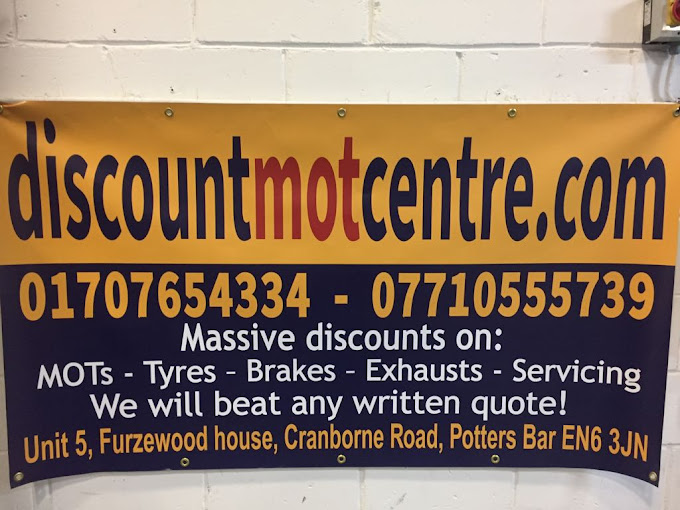 discountmotcentre.com
01707654334 - 07710555739
Massive discounts on:
MOTs - Tyres - Brakes - Exhausts - Servicing
We will beat any written quote!
Unit 5, Furzewood house, Cranborne Road, Potters Bar EN6 3JN